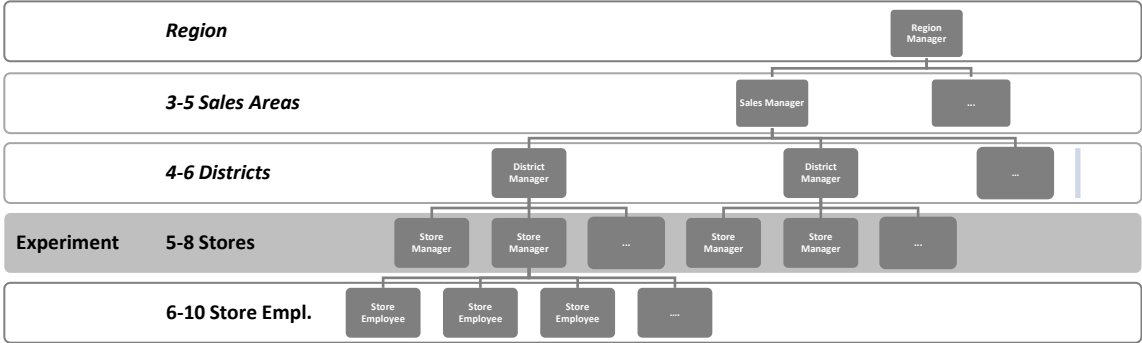 Region
Region
Manager
3-5 Sales Areas
Sales Manager
...
4-6 Districts
District
Manager
District
Manager
...
Experiment
5-8 Stores
Store
Manager
Store
Manager
...
Store
Manager
Store
Manager
...
6-10 Store Empl.
Store
Employee
Store
Employee
Store
Employee
....